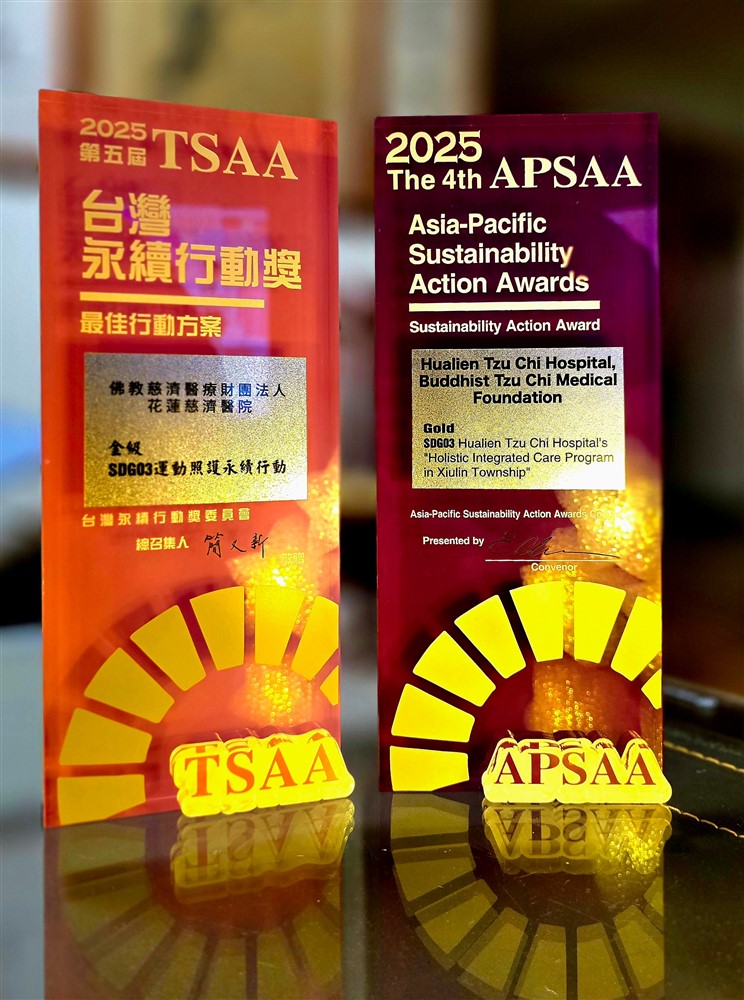 2025
第五屆 TSAA
台灣
永續行動獎
最佳行動方案
佛教慈濟醫療財團法人
花蓮慈濟醫院
金級
SDG03運動照護永續行動
台灣永續行動獎委員會
總召集人 簡又新
TSAA
2025
The 4th APSAA
Asia-Pacific
Sustainability
Action Awards
Sustainability Action Award
Hualien Tzu Chi Hospital,
Buddhist Tzu Chi Medical
Foundation
Gold
SDG03 Hualien Tzu Chi Hospital's
"Holistic Integrated Care Program
in Xiulin Township"
Asia-Pacific Sustainability Action Awards
Presented by
Convenor
APSAA